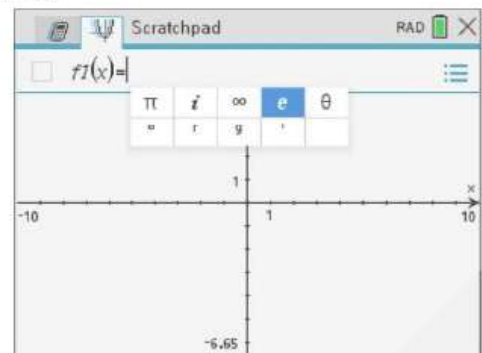 Scratchpad RAD
f1(x)=
π i ∞ e θ
° r g '
1
x
-10 1 10
-6.65